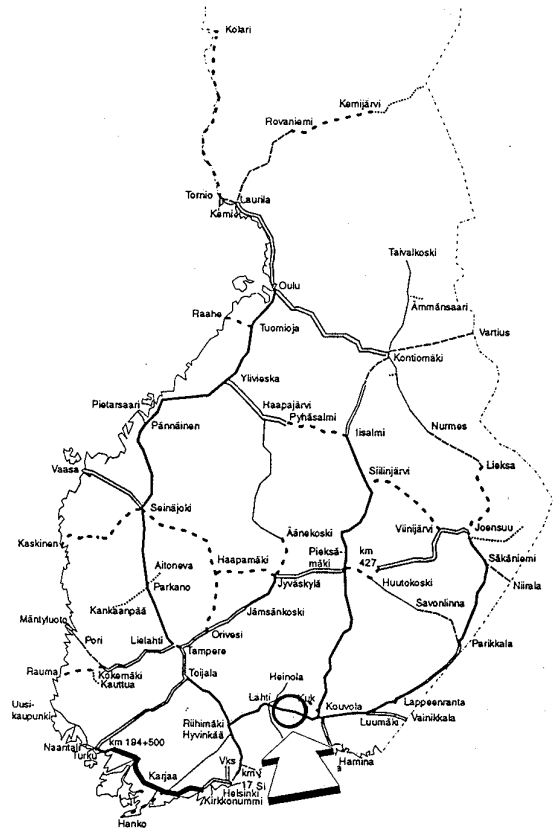 Kolari
Kemijärvi
Rovaniemi
Tornio
Laurila
Kemi
Taivalkoski
Oulu
Ämmänsaari
Raahe
Tuomioja
Vartius
Kontiomäki
Ylivieska
Haapajärvi
Pietarsaari
Pyhäsalmi
Pännäinen
Iisalmi
Nurmes
Vaasa
Siilinjärvi
Lieksa
Seinäjoki
Viinijärvi
Joensuu
Kaskinen
Äänekoski
Aitoneva
Haapamäki
Pieksä-
mäki
km
427
Säkäniemi
Parkano
Jyväskylä
Huutokoski
Niirala
Kankaanpää
Savonlinna
Mäntyluoto
Jämsänkoski
Pori
Lielahti
Orivesi
Parikkala
Tampere
Rauma
Kokemäki
Kauttua
Toijala
Heinola
Lahti
Kuk
Kouvola
Lappeenranta
Uusi-
kaupunki
Riihimäki
Luumäki
Vainikkala
Naantali
Turku
km 194+500
Hyvinkää
Hamina
Karjaa
Vks
km
17
Helsinki
Kirkkonummi
Hanko